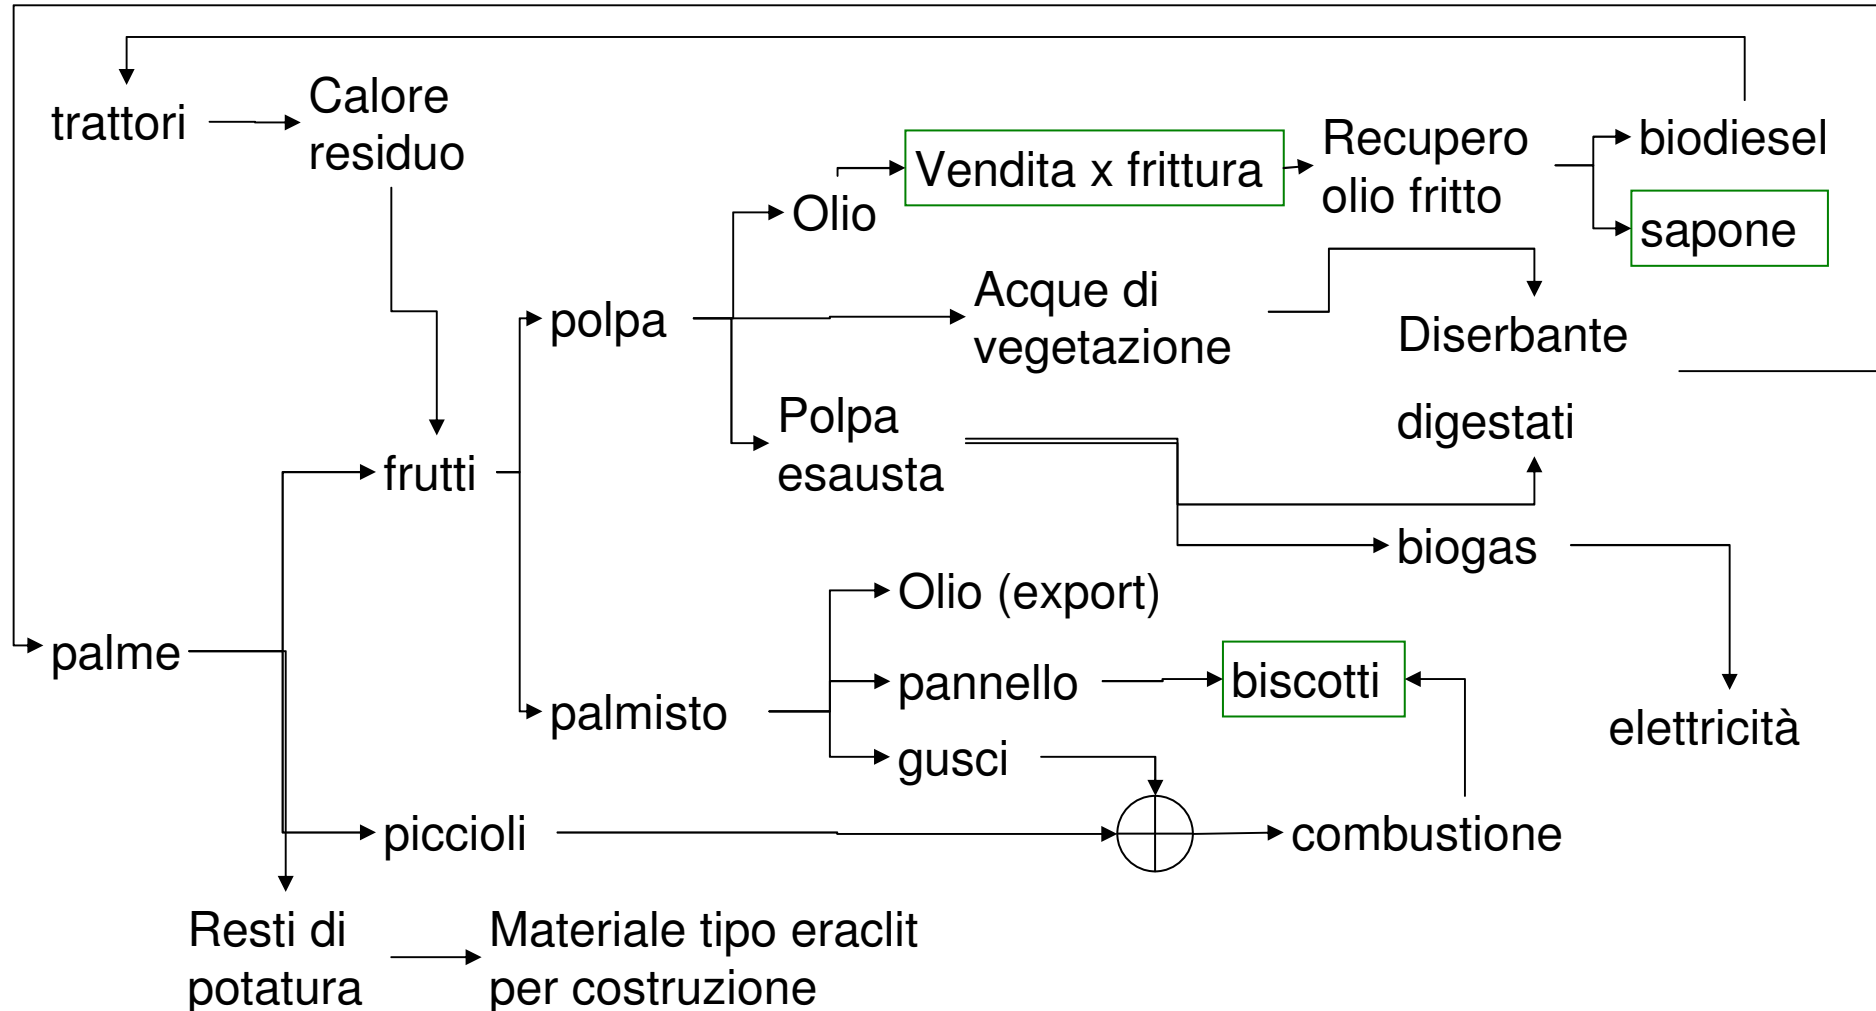 trattori
Calore
residuo
Vendita x frittura
Recupero
olio fritto
biodiesel
sapone
Olio
Acque di
vegetazione
polpa
Diserbante
digestati
Polpa
esausta
frutti
biogas
Olio (export)
palme
pannello
biscotti
palmisto
elettricità
gusci
piccioli
combustione
Resti di
potatura
Materiale tipo eraclit
per costruzione